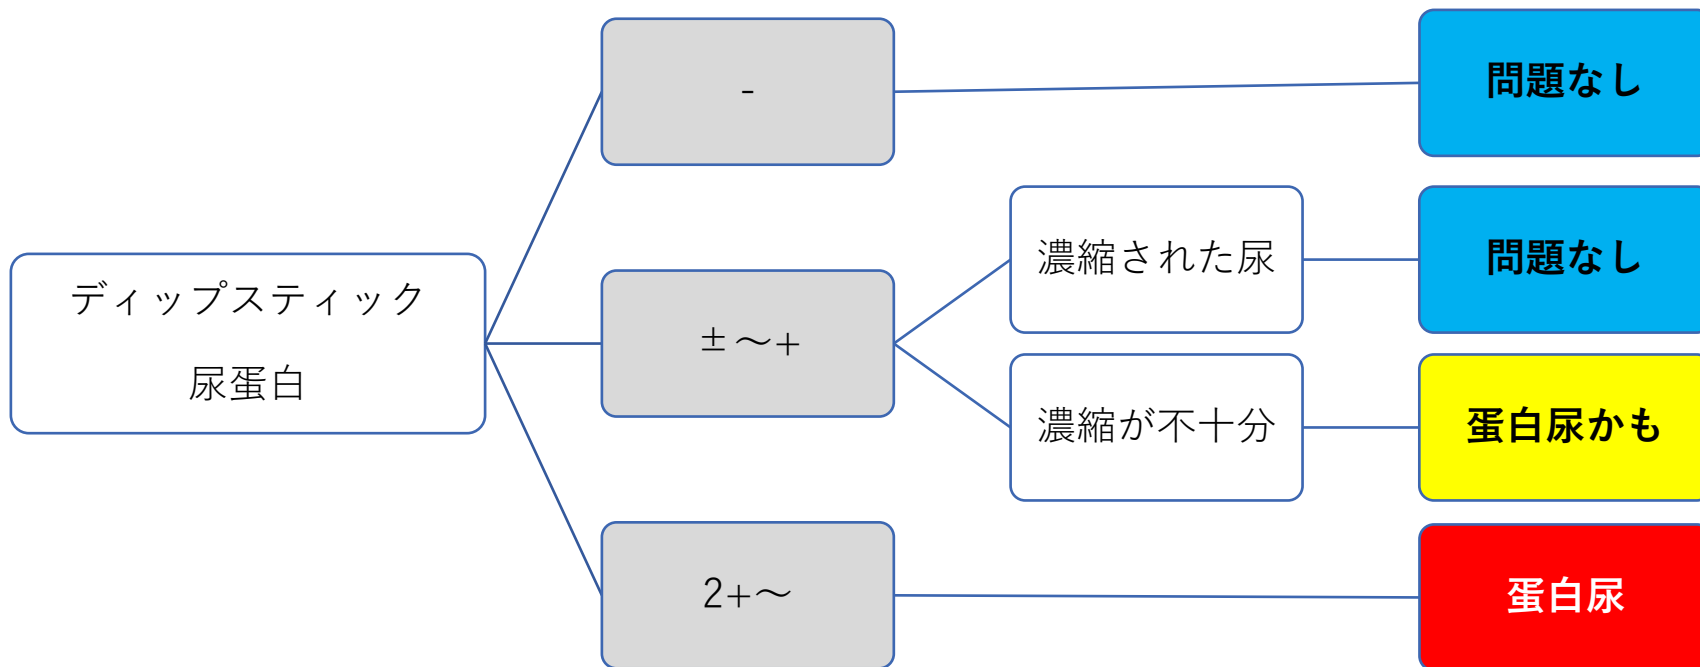 ディップスティック
尿蛋白
-
問題なし
±～+
濃縮された尿
問題なし
濃縮が不十分
蛋白尿かも
2+～
蛋白尿